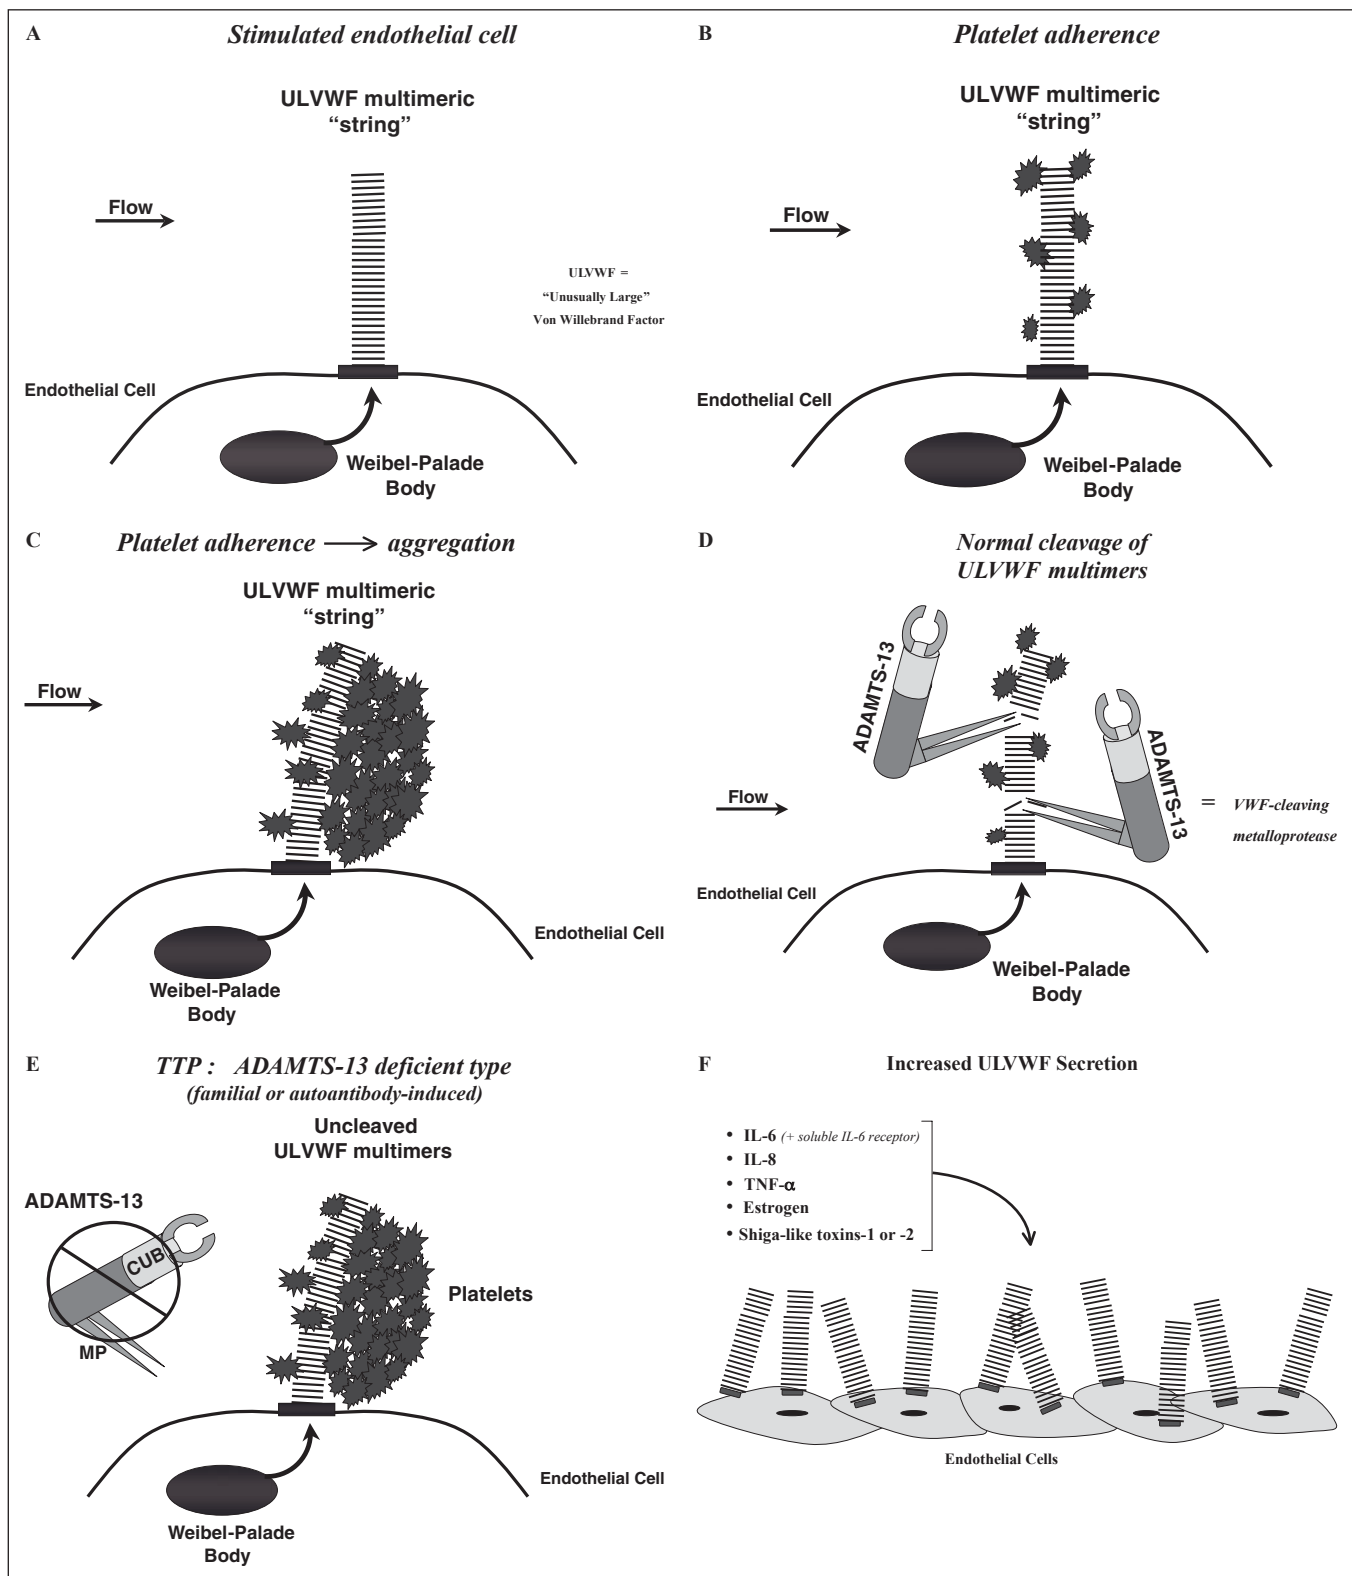 A
Stimulated endothelial cell
ULVWF multimeric
“string”
Flow
ULVWF =
“Unusually Large”
Von Willebrand Factor
Endothelial Cell
Weibel-Palade
Body
B
Platelet adherence
ULVWF multimeric
“string”
Flow
Endothelial Cell
Weibel-Palade
Body
C
Platelet adherence → aggregation
ULVWF multimeric
“string”
Flow
Endothelial Cell
Weibel-Palade
Body
D
Normal cleavage of
ULVWF multimers
ADAMTS-13
ADAMTS-13
= VWF-cleaving
metalloprotease
Flow
Endothelial Cell
Weibel-Palade
Body
E
TTP : ADAMTS-13 deficient type
(familial or autoantibody-induced)
Uncleaved
ULVWF multimers
ADAMTS-13
CUB
MP
Platelets
Endothelial Cell
Weibel-Palade
Body
F
Increased ULVWF Secretion
• IL-6 (+ soluble IL-6 receptor)
• IL-8
• TNF-α
• Estrogen
• Shiga-like toxins-1 or -2
Endothelial Cells